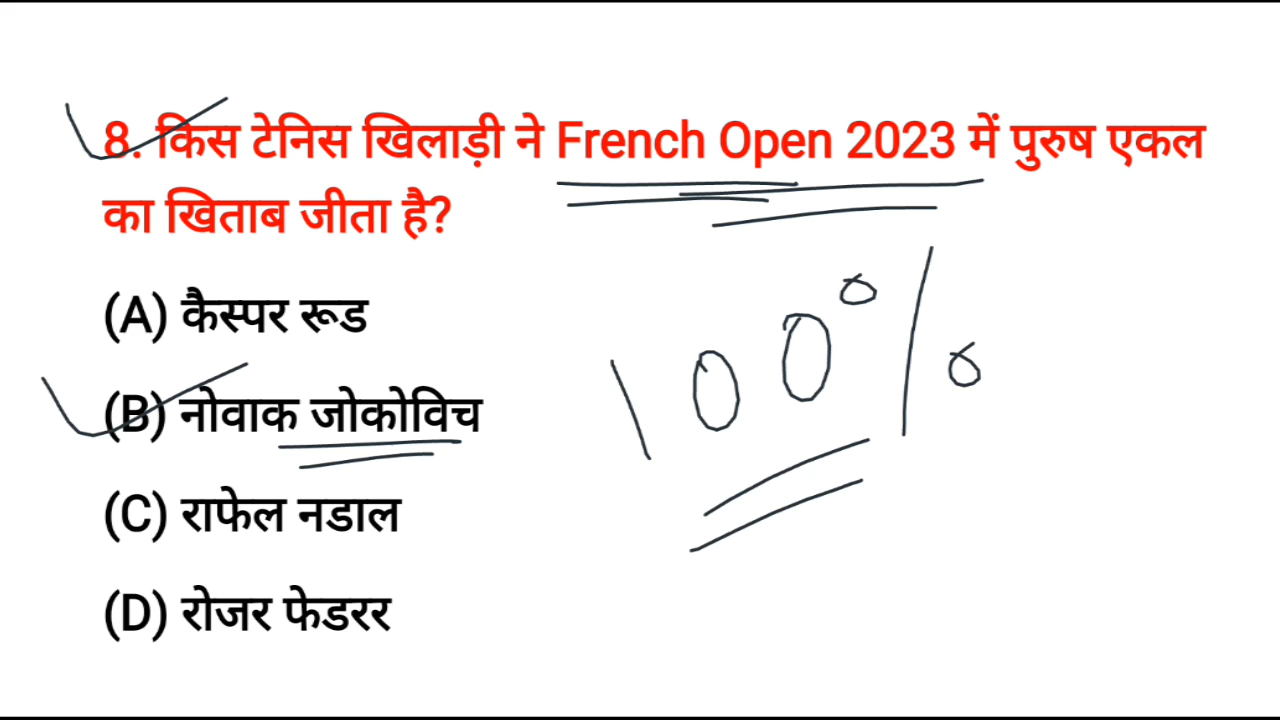 8. किस टेनिस खिलाड़ी ने French Open 2023 में पुरुष एकल
का खिताब जीता है?
(A) कैस्पर रूड
(B) नोवाक जोकोविच
100%
(C) राफेल नडाल
(D) रोजर फेडरर